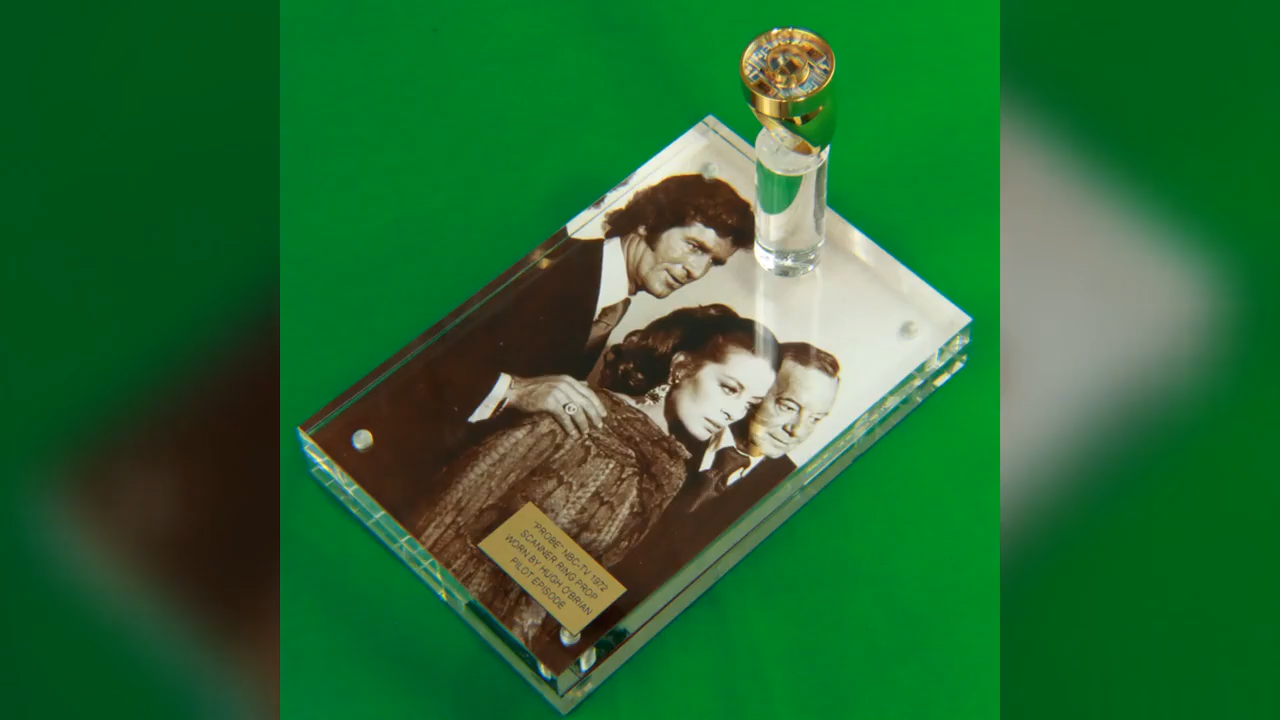 "PROBE" NBC-TV 1972
SCANNER RING PROP
WORN BY HUGH O'BRIAN
PILOT EPISODE